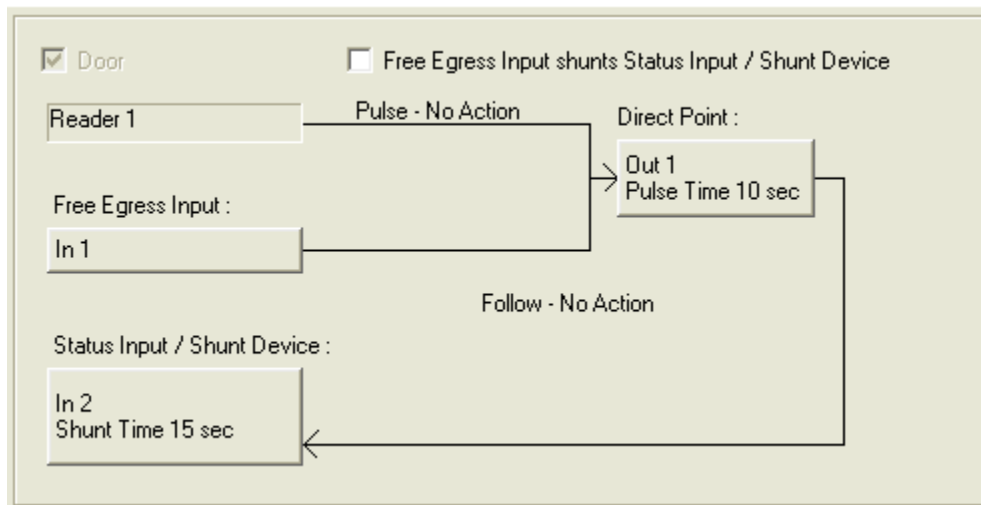 Door
Free Egress Input shunts Status Input / Shunt Device
Reader 1
Pulse - No Action
Direct Point :
Out 1
Pulse Time 10 sec
Free Egress Input :
In 1
Follow - No Action
Status Input / Shunt Device :
In 2
Shunt Time 15 sec